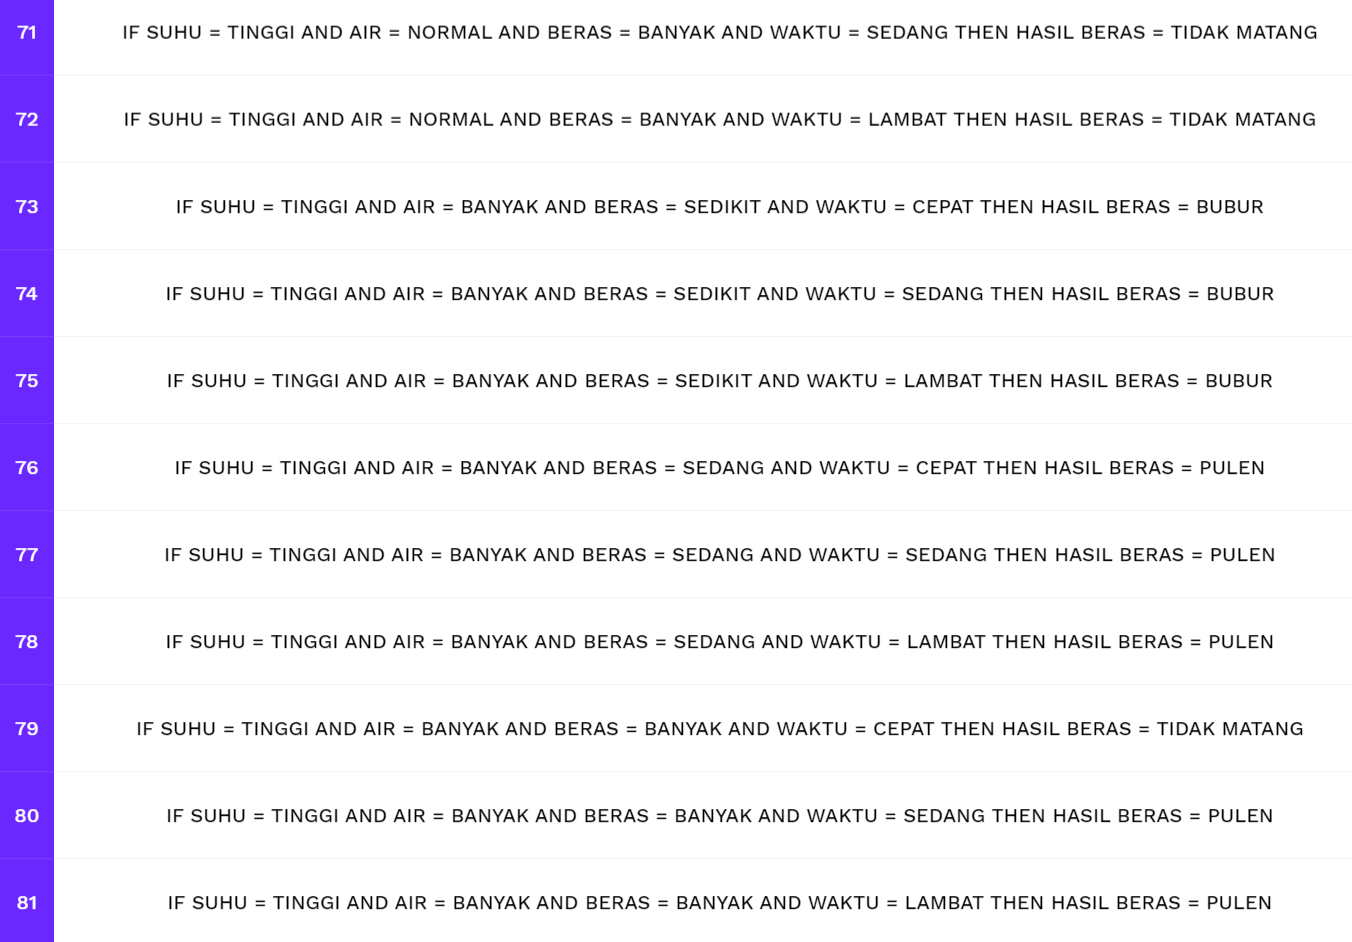 71 IF SUHU = TINGGI AND AIR = NORMAL AND BERAS = BANYAK AND WAKTU = SEDANG THEN HASIL BERAS = TIDAK MATANG
72 IF SUHU = TINGGI AND AIR = NORMAL AND BERAS = BANYAK AND WAKTU = LAMBAT THEN HASIL BERAS = TIDAK MATANG
73 IF SUHU = TINGGI AND AIR = BANYAK AND BERAS = SEDIKIT AND WAKTU = CEPAT THEN HASIL BERAS = BUBUR
74 IF SUHU = TINGGI AND AIR = BANYAK AND BERAS = SEDIKIT AND WAKTU = SEDANG THEN HASIL BERAS = BUBUR
75 IF SUHU = TINGGI AND AIR = BANYAK AND BERAS = SEDIKIT AND WAKTU = LAMBAT THEN HASIL BERAS = BUBUR
76 IF SUHU = TINGGI AND AIR = BANYAK AND BERAS = SEDANG AND WAKTU = CEPAT THEN HASIL BERAS = PULEN
77 IF SUHU = TINGGI AND AIR = BANYAK AND BERAS = SEDANG AND WAKTU = SEDANG THEN HASIL BERAS = PULEN
78 IF SUHU = TINGGI AND AIR = BANYAK AND BERAS = SEDANG AND WAKTU = LAMBAT THEN HASIL BERAS = PULEN
79 IF SUHU = TINGGI AND AIR = BANYAK AND BERAS = BANYAK AND WAKTU = CEPAT THEN HASIL BERAS = TIDAK MATANG
80 IF SUHU = TINGGI AND AIR = BANYAK AND BERAS = BANYAK AND WAKTU = SEDANG THEN HASIL BERAS = PULEN
81 IF SUHU = TINGGI AND AIR = BANYAK AND BERAS = BANYAK AND WAKTU = LAMBAT THEN HASIL BERAS = PULEN